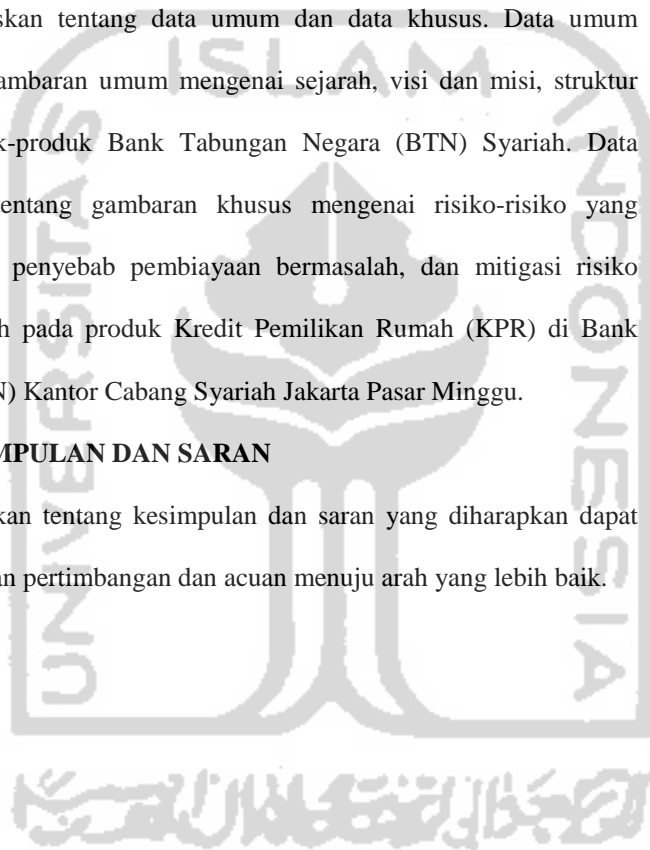 skan tentang data umum dan data khusus. Data umum
ambaran umum mengenai sejarah, visi dan misi, struktur
k-produk Bank Tabungan Negara (BTN) Syariah. Data
entang gambaran khusus mengenai risiko-risiko yang
penyebab pembiayaan bermasalah, dan mitigasi risiko
h pada produk Kredit Pemilikan Rumah (KPR) di Bank
N) Kantor Cabang Syariah Jakarta Pasar Minggu.
MPULAN DAN SARAN
kan tentang kesimpulan dan saran yang diharapkan dapat
an pertimbangan dan acuan menuju arah yang lebih baik.
ISLAM
UNIVERSITAS
INDONESIA